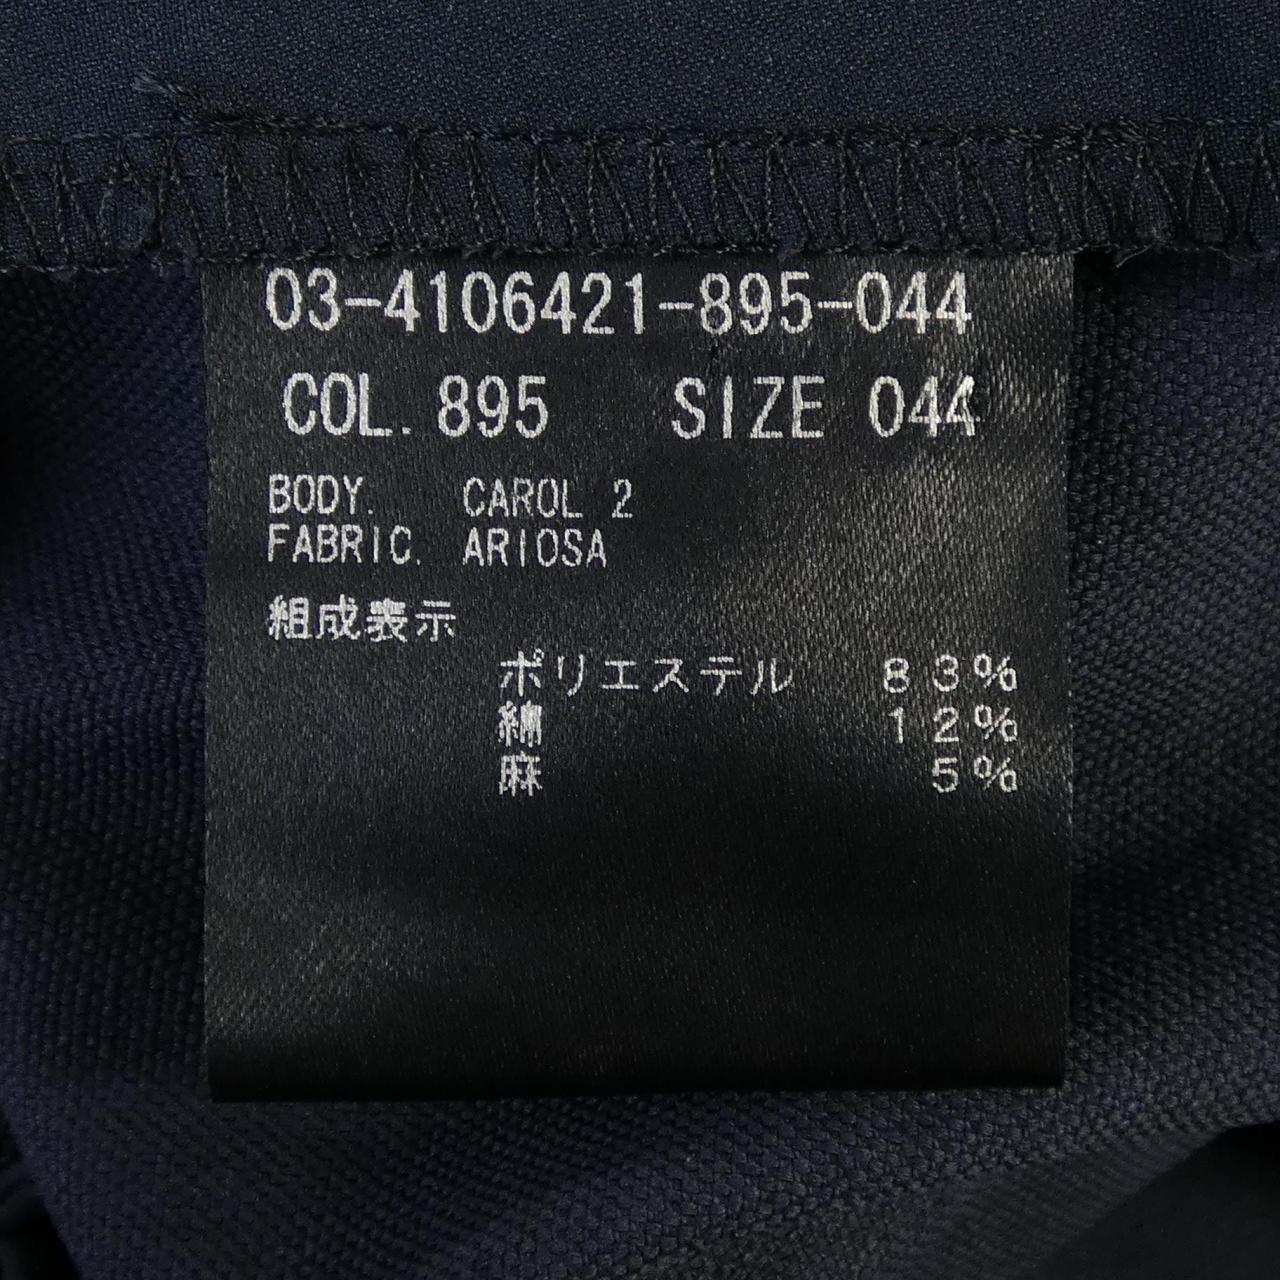 03-4106421-895-044
COL. 895 SIZE 044
BODY. CAROL 2
FABRIC. ARIOSA
組成表示
ポリエステル 83%
綿 12%
麻 5%